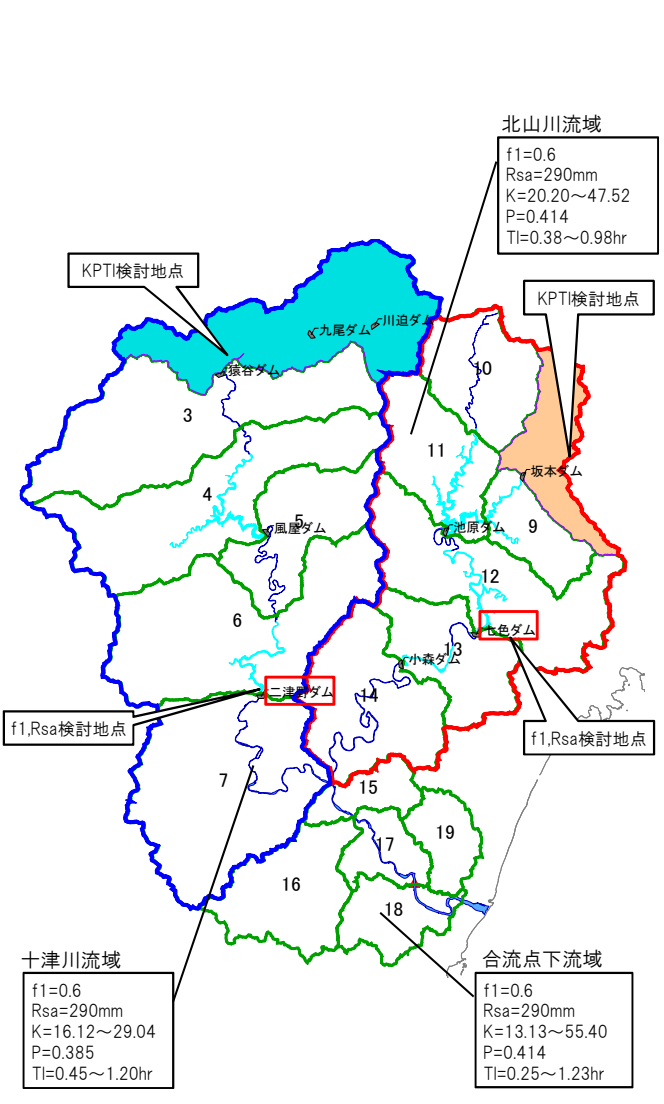 北山川流域
f1=0.6
Rsa=290mm
K=20.20～47.52
P=0.414
Tl=0.38～0.98hr
KPTl検討地点
KPTl検討地点
川迫ダム
九尾ダム
猿谷ダム
10
3
11
坂本ダム
4
5
風屋ダム
池原ダム
9
12
6
七色ダム
13
小森ダム
二津野ダム
14
f1,Rsa検討地点
f1,Rsa検討地点
7
15
19
17
16
18
十津川流域
f1=0.6
Rsa=290mm
K=16.12～29.04
P=0.385
Tl=0.45～1.20hr
合流点下流域
f1=0.6
Rsa=290mm
K=13.13～55.40
P=0.414
Tl=0.25～1.23hr